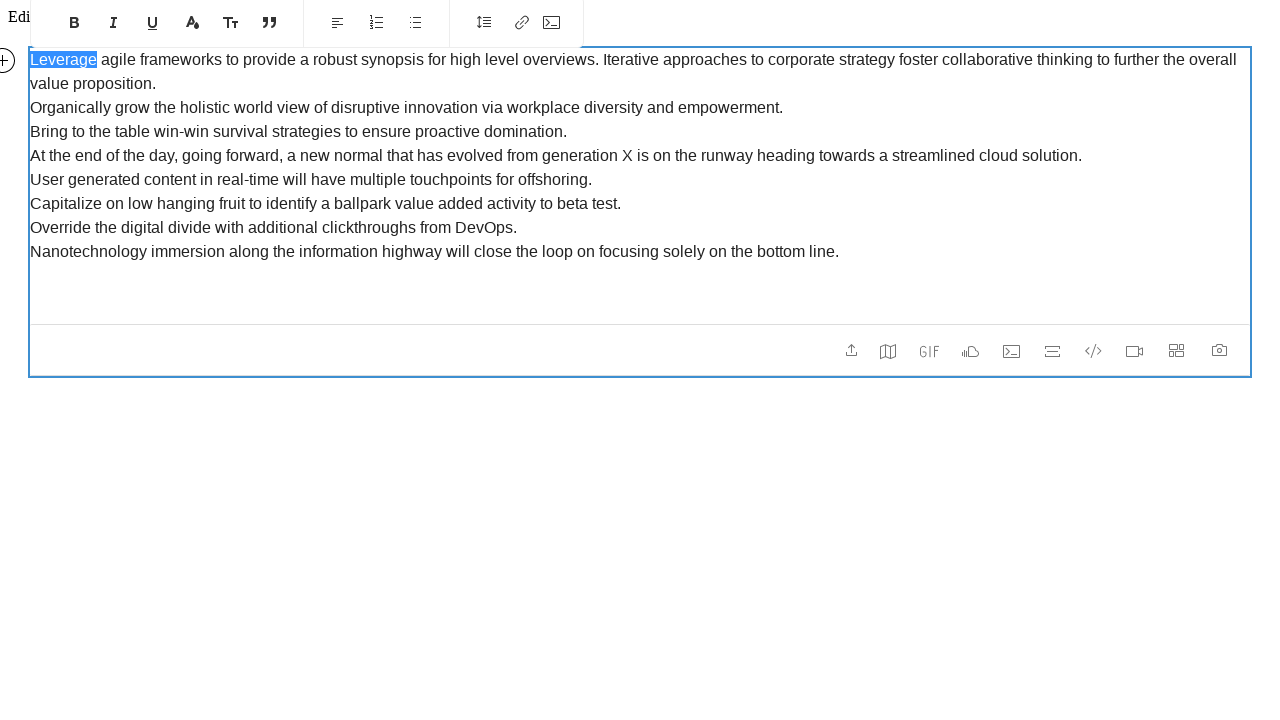 Edi
Leverage agile frameworks to provide a robust synopsis for high level overviews. Iterative approaches to corporate strategy foster collaborative thinking to further the overall
value proposition.
Organically grow the holistic world view of disruptive innovation via workplace diversity and empowerment.
Bring to the table win-win survival strategies to ensure proactive domination.
At the end of the day, going forward, a new normal that has evolved from generation X is on the runway heading towards a streamlined cloud solution.
User generated content in real-time will have multiple touchpoints for offshoring.
Capitalize on low hanging fruit to identify a ballpark value added activity to beta test.
Override the digital divide with additional clickthroughs from DevOps.
Nanotechnology immersion along the information highway will close the loop on focusing solely on the bottom line.
GIF